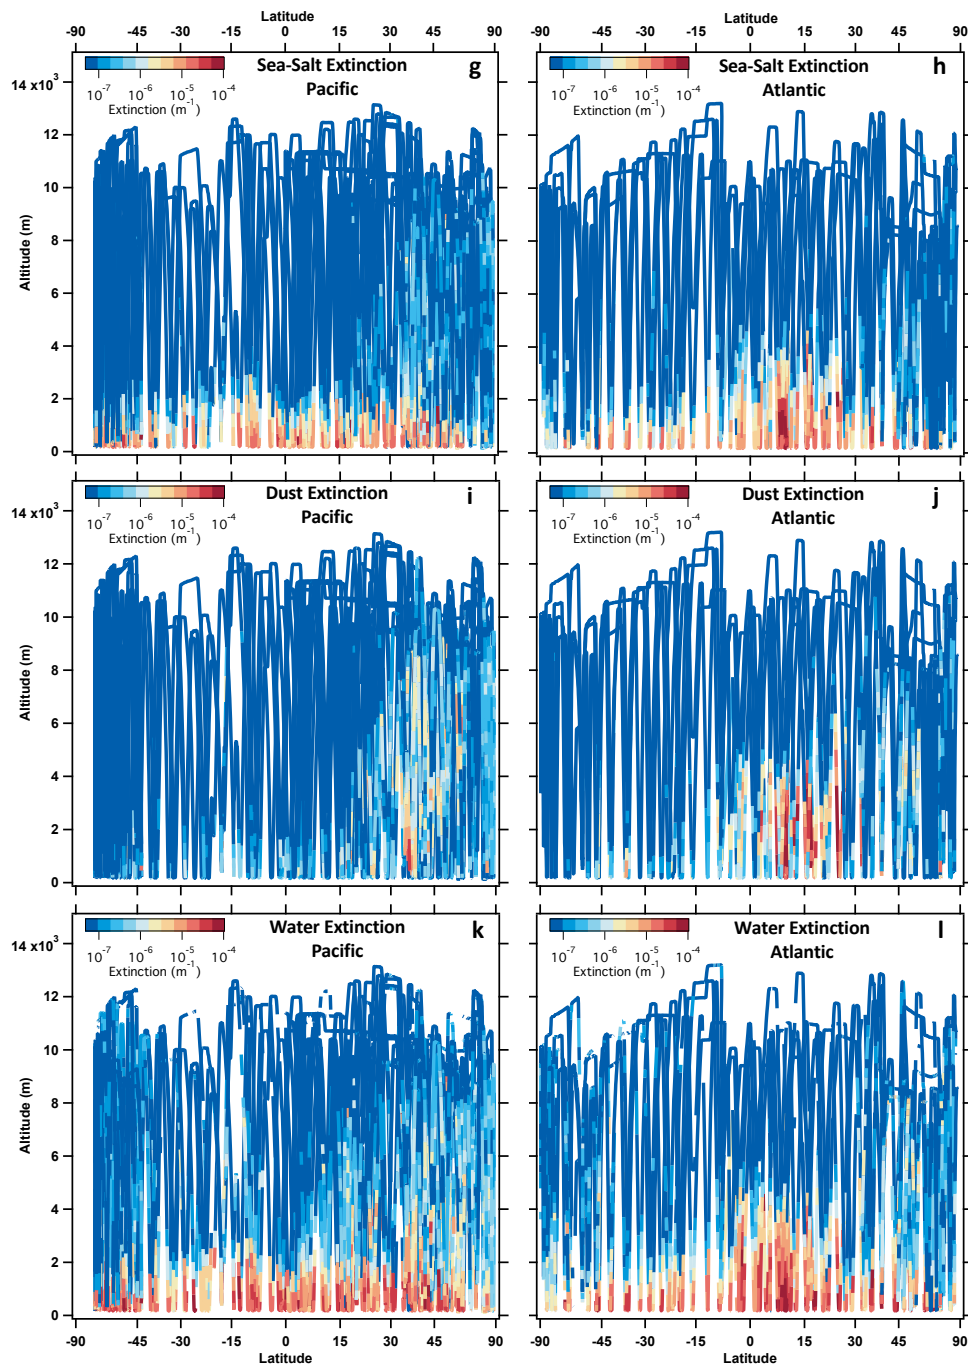 Latitude
-90 -45 -30 -15 0 15 30 45 90
Latitude
-90 -45 -30 -15 0 15 30 45 90
Sea-Salt Extinction
Pacific
g
10⁻⁷ 10⁻⁶ 10⁻⁵ 10⁻⁴
Extinction (m⁻¹)
14 x10³
12
10
8
6
4
2
0
Altitude (m)
Sea-Salt Extinction
Atlantic
h
10⁻⁷ 10⁻⁶ 10⁻⁵ 10⁻⁴
Extinction (m⁻¹)
Dust Extinction
Pacific
i
10⁻⁷ 10⁻⁶ 10⁻⁵ 10⁻⁴
Extinction (m⁻¹)
14 x10³
12
10
8
6
4
2
0
Altitude (m)
Dust Extinction
Atlantic
j
10⁻⁷ 10⁻⁶ 10⁻⁵ 10⁻⁴
Extinction (m⁻¹)
Water Extinction
Pacific
k
10⁻⁷ 10⁻⁶ 10⁻⁵ 10⁻⁴
Extinction (m⁻¹)
14 x10³
12
10
8
6
4
2
0
Altitude (m)
Water Extinction
Atlantic
l
10⁻⁷ 10⁻⁶ 10⁻⁵ 10⁻⁴
Extinction (m⁻¹)
-90 -45 -30 -15 0 15 30 45 90
Latitude
-90 -45 -30 -15 0 15 30 45 90
Latitude